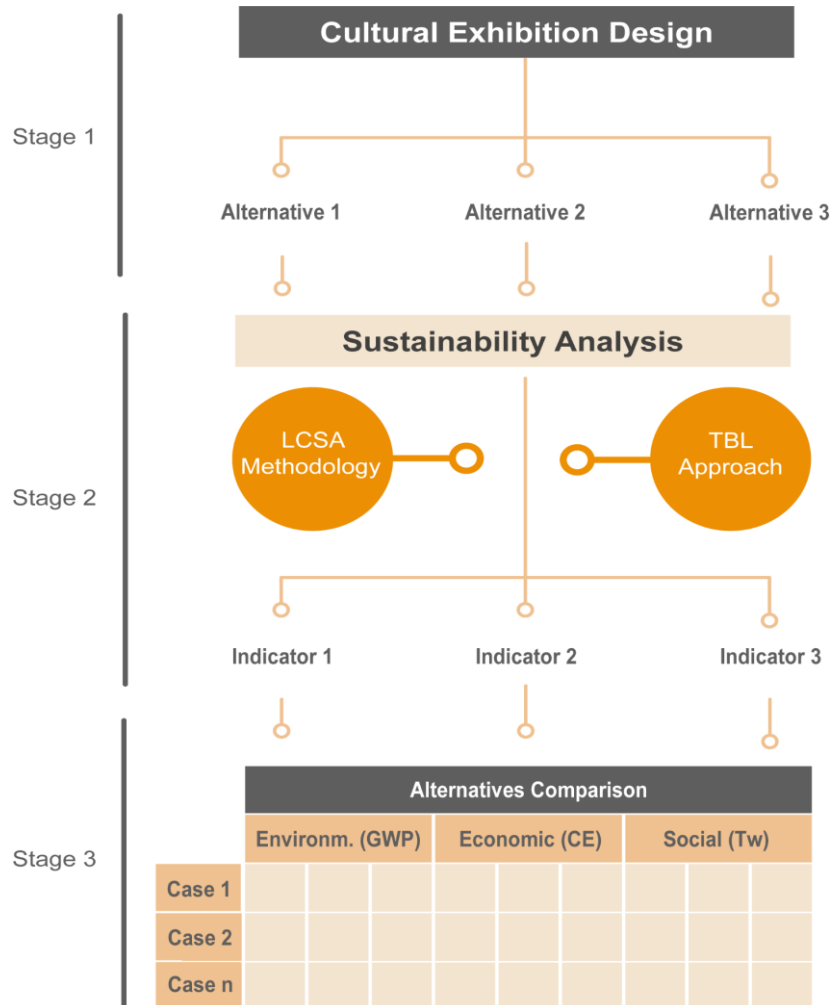 Cultural Exhibition Design
Stage 1
Alternative 1
Alternative 2
Alternative 3
Sustainability Analysis
LCSA
Methodology
TBL
Approach
Stage 2
Indicator 1
Indicator 2
Indicator 3
Alternatives Comparison
Environm. (GWP)
Economic (CE)
Social (Tw)
Stage 3
Case 1
Case 2
Case n